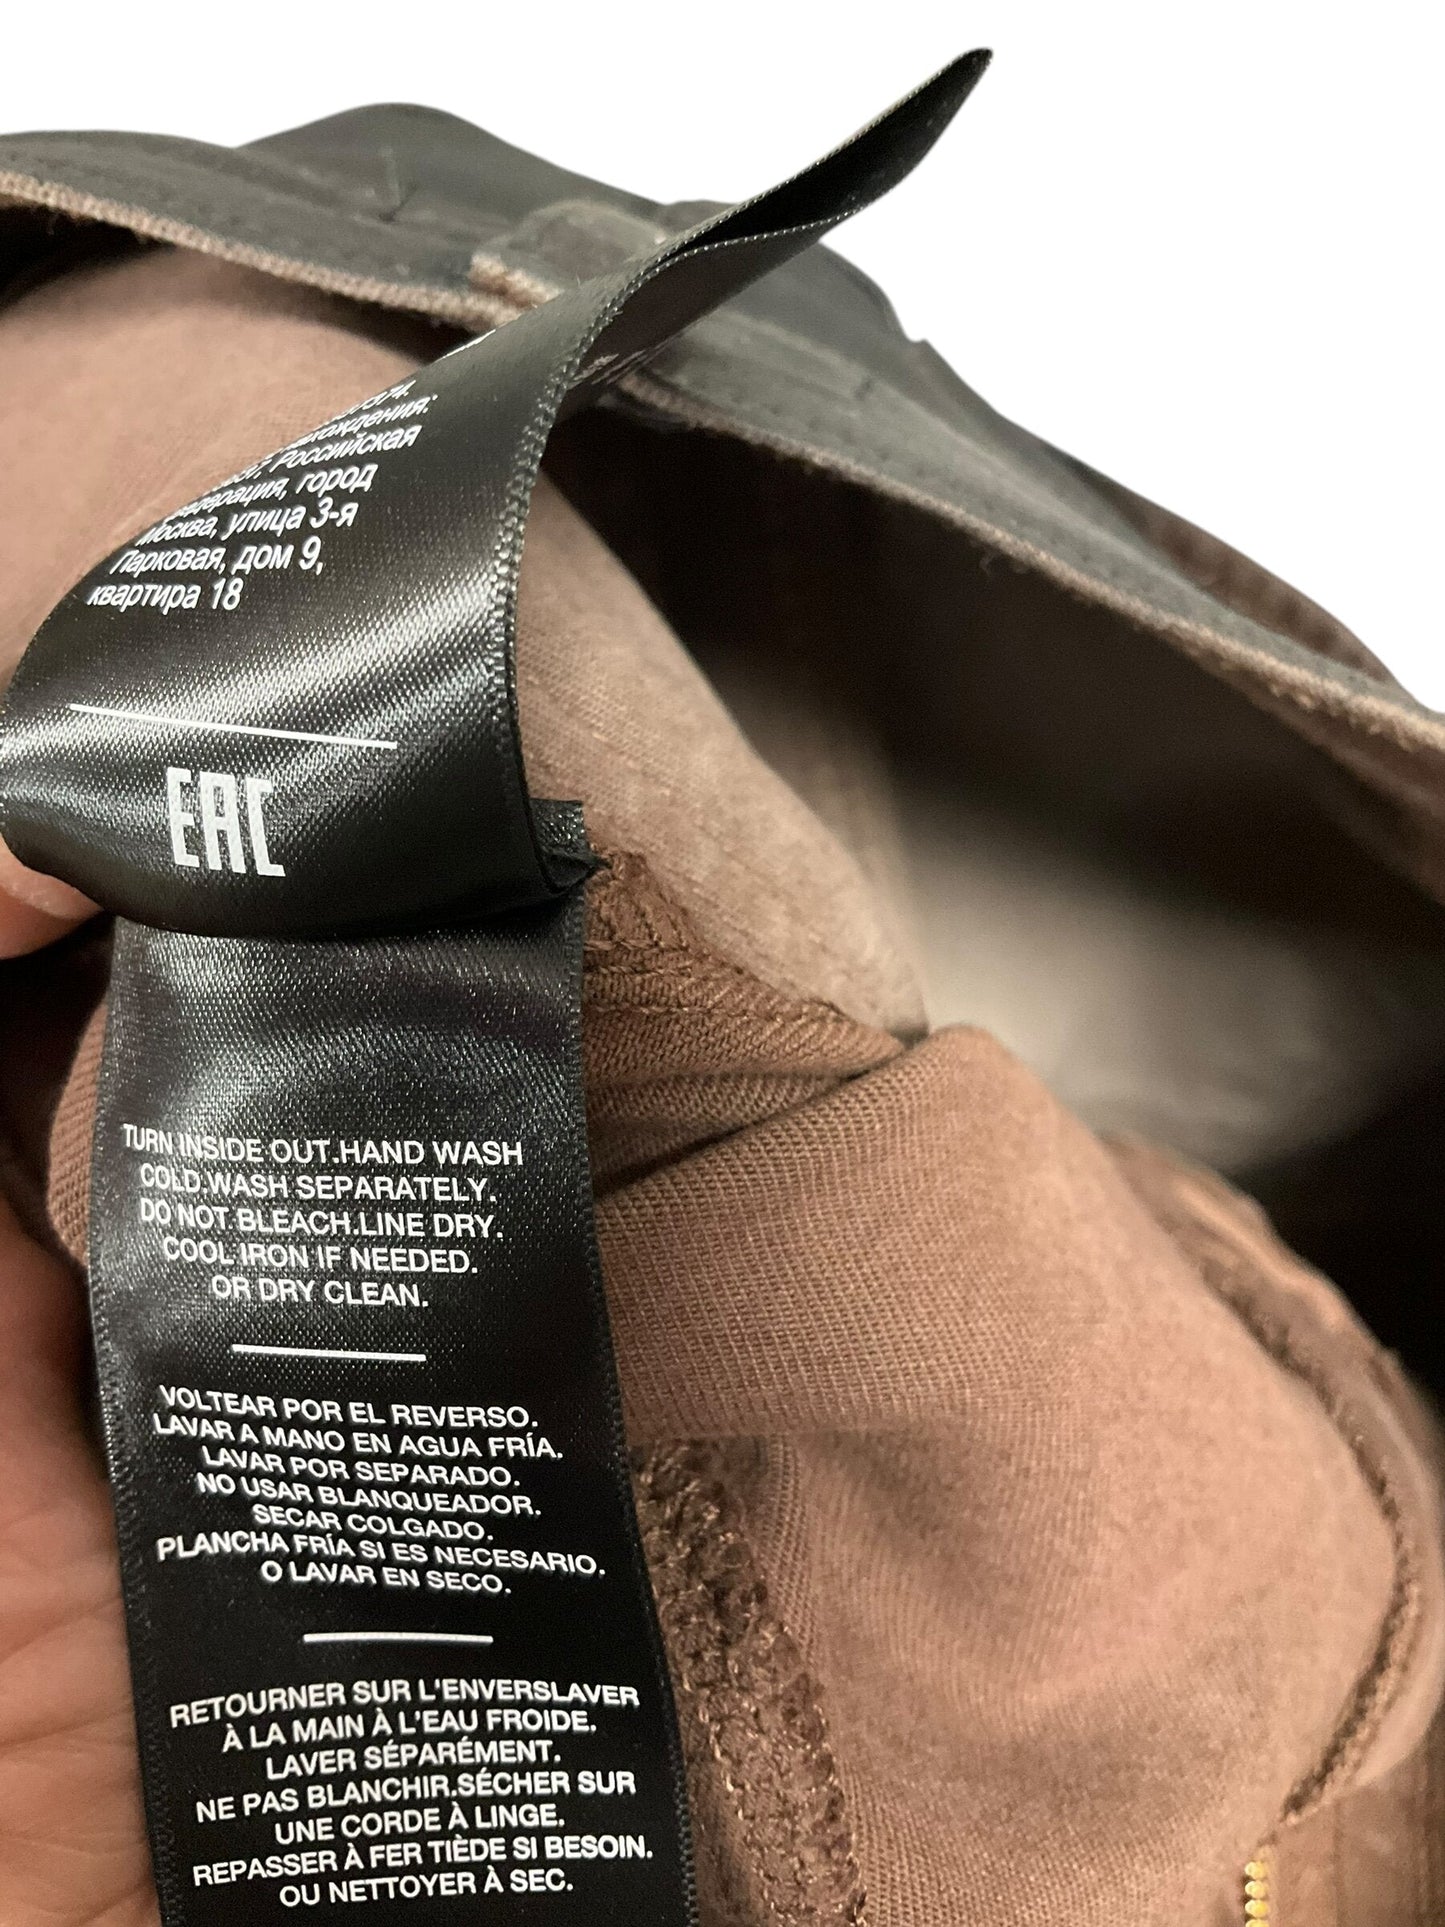 Российская
город
Москва, улица 3-я
Парковая, дом 9,
квартира 18
EAC
TURN INSIDE OUT.HAND WASH
COLD.WASH SEPARATELY.
DO NOT BLEACH.LINE DRY.
COOL IRON IF NEEDED.
OR DRY CLEAN.
VOLTEAR POR EL REVERSO.
LAVAR A MANO EN AGUA FRÍA.
LAVAR POR SEPARADO.
NO USAR BLANQUEADOR.
SECAR COLGADO.
PLANCHA FRÍA SI ES NECESARIO.
O LAVAR EN SECO.
RETOURNER SUR L'ENVERSLAVER
À LA MAIN À L'EAU FROIDE.
LAVER SÉPARÉMENT.
NE PAS BLANCHIR.SÉCHER SUR
UNE CORDE À LINGE.
REPASSER À FER TIÈDE SI BESOIN.
OU NETTOYER À SEC.